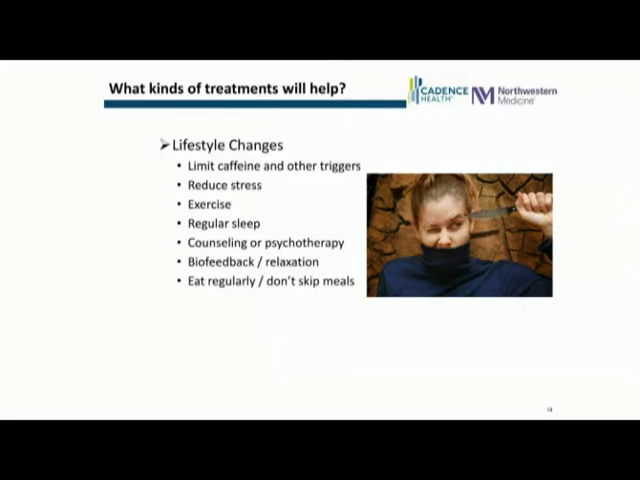 What kinds of treatments will help?
CADENCE
HEALTH
Northwestern
Medicine
➢Lifestyle Changes
• Limit caffeine and other triggers
• Reduce stress
• Exercise
• Regular sleep
• Counseling or psychotherapy
• Biofeedback / relaxation
• Eat regularly / don't skip meals